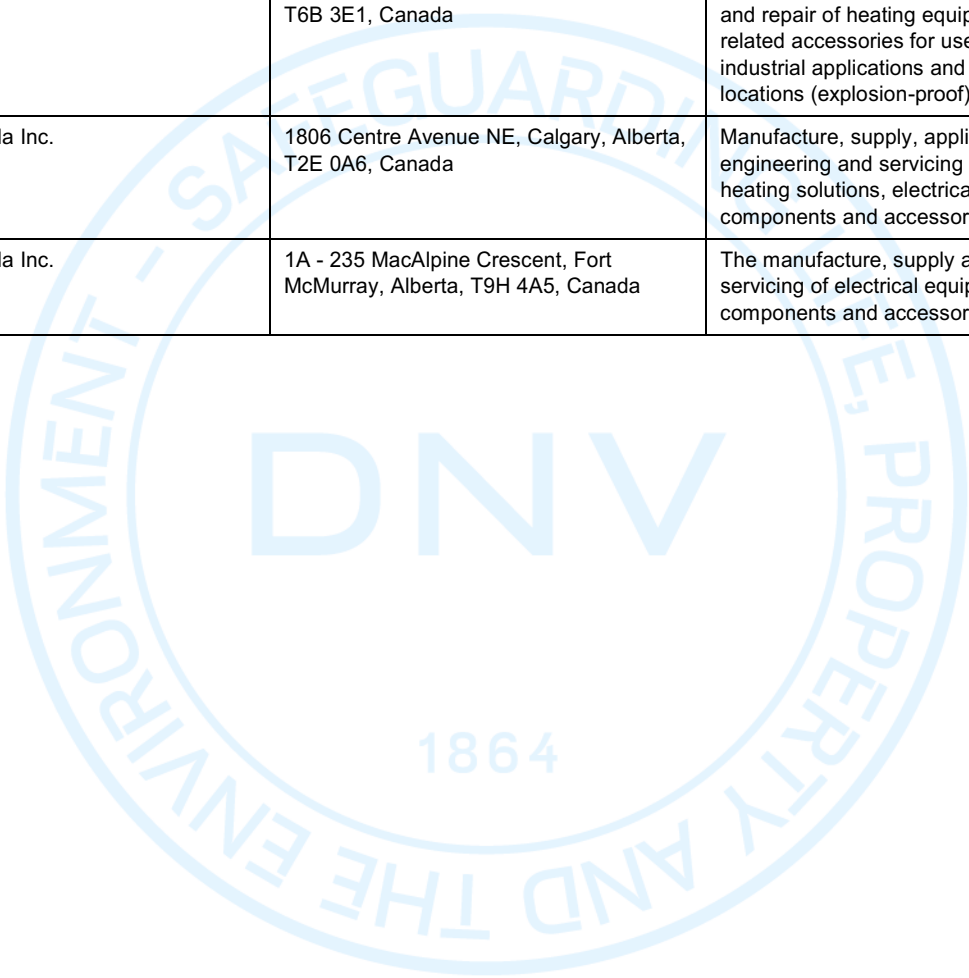 T6B 3E1, Canada
and repair of heating equip
related accessories for use
industrial applications and
locations (explosion-proof)
la Inc.
1806 Centre Avenue NE, Calgary, Alberta,
T2E 0A6, Canada
Manufacture, supply, appli
engineering and servicing
heating solutions, electrica
components and accessor
la Inc.
1A - 235 MacAlpine Crescent, Fort
McMurray, Alberta, T9H 4A5, Canada
The manufacture, supply a
servicing of electrical equip
components and accessor
SAFEGUARDING LIFE, PROPERTY AND THE ENVIRONMENT -
DNV
1864